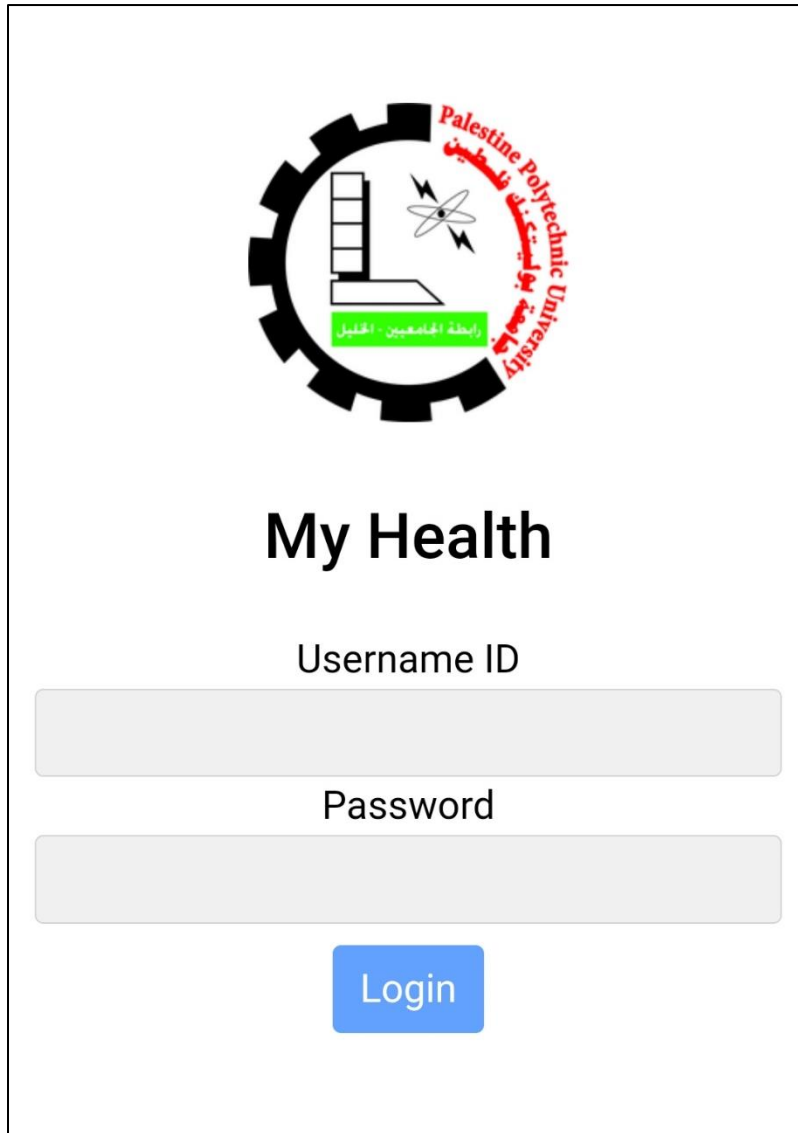 Palestine Polytechnic University
جامعة بوليتكنك فلسطين
رابطة الجامعيين - الخليل
My Health
Username ID
Password
Login